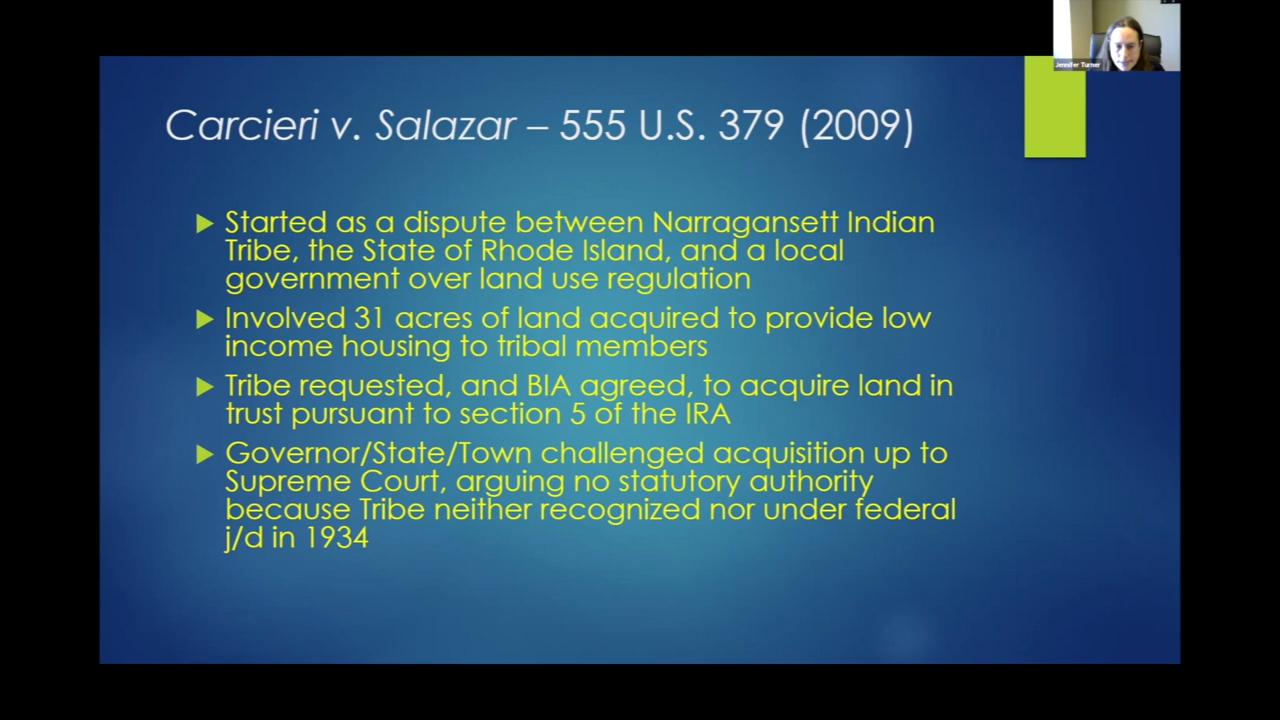 Jennifer Turner
Carcieri v. Salazar – 555 U.S. 379 (2009)
Started as a dispute between Narragansett Indian
Tribe, the State of Rhode Island, and a local
government over land use regulation
Involved 31 acres of land acquired to provide low
income housing to tribal members
Tribe requested, and BIA agreed, to acquire land in
trust pursuant to section 5 of the IRA
Governor/State/Town challenged acquisition up to
Supreme Court, arguing no statutory authority
because Tribe neither recognized nor under federal
j/d in 1934